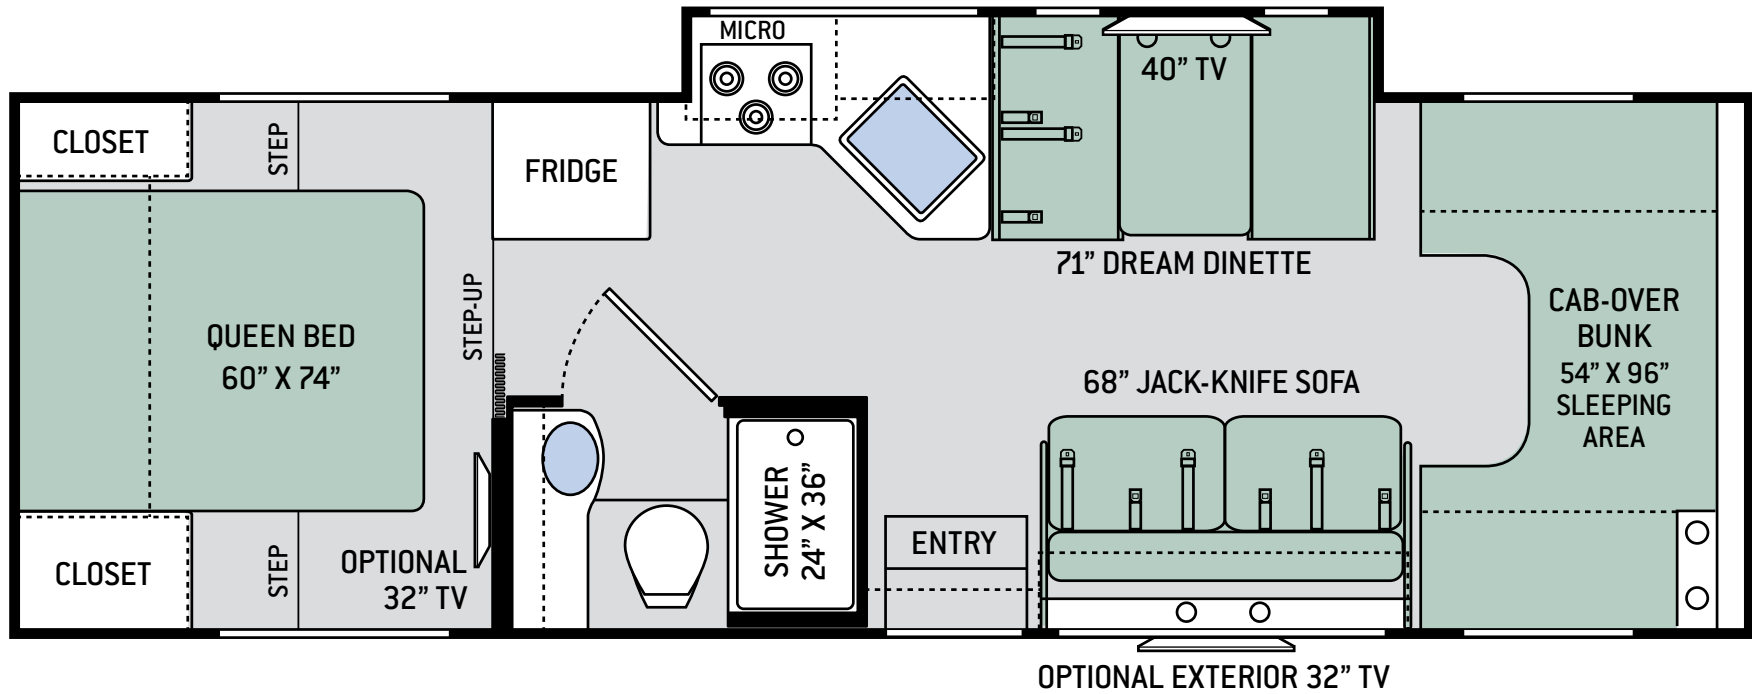 MICRO
40” TV
CLOSET
STEP
FRIDGE
71” DREAM DINETTE
STEP-UP
QUEEN BED
60” X 74”
CAB-OVER
BUNK
54” X 96”
SLEEPING
AREA
68” JACK-KNIFE SOFA
SHOWER
24” X 36”
ENTRY
CLOSET
STEP
OPTIONAL
32” TV
OPTIONAL EXTERIOR 32” TV